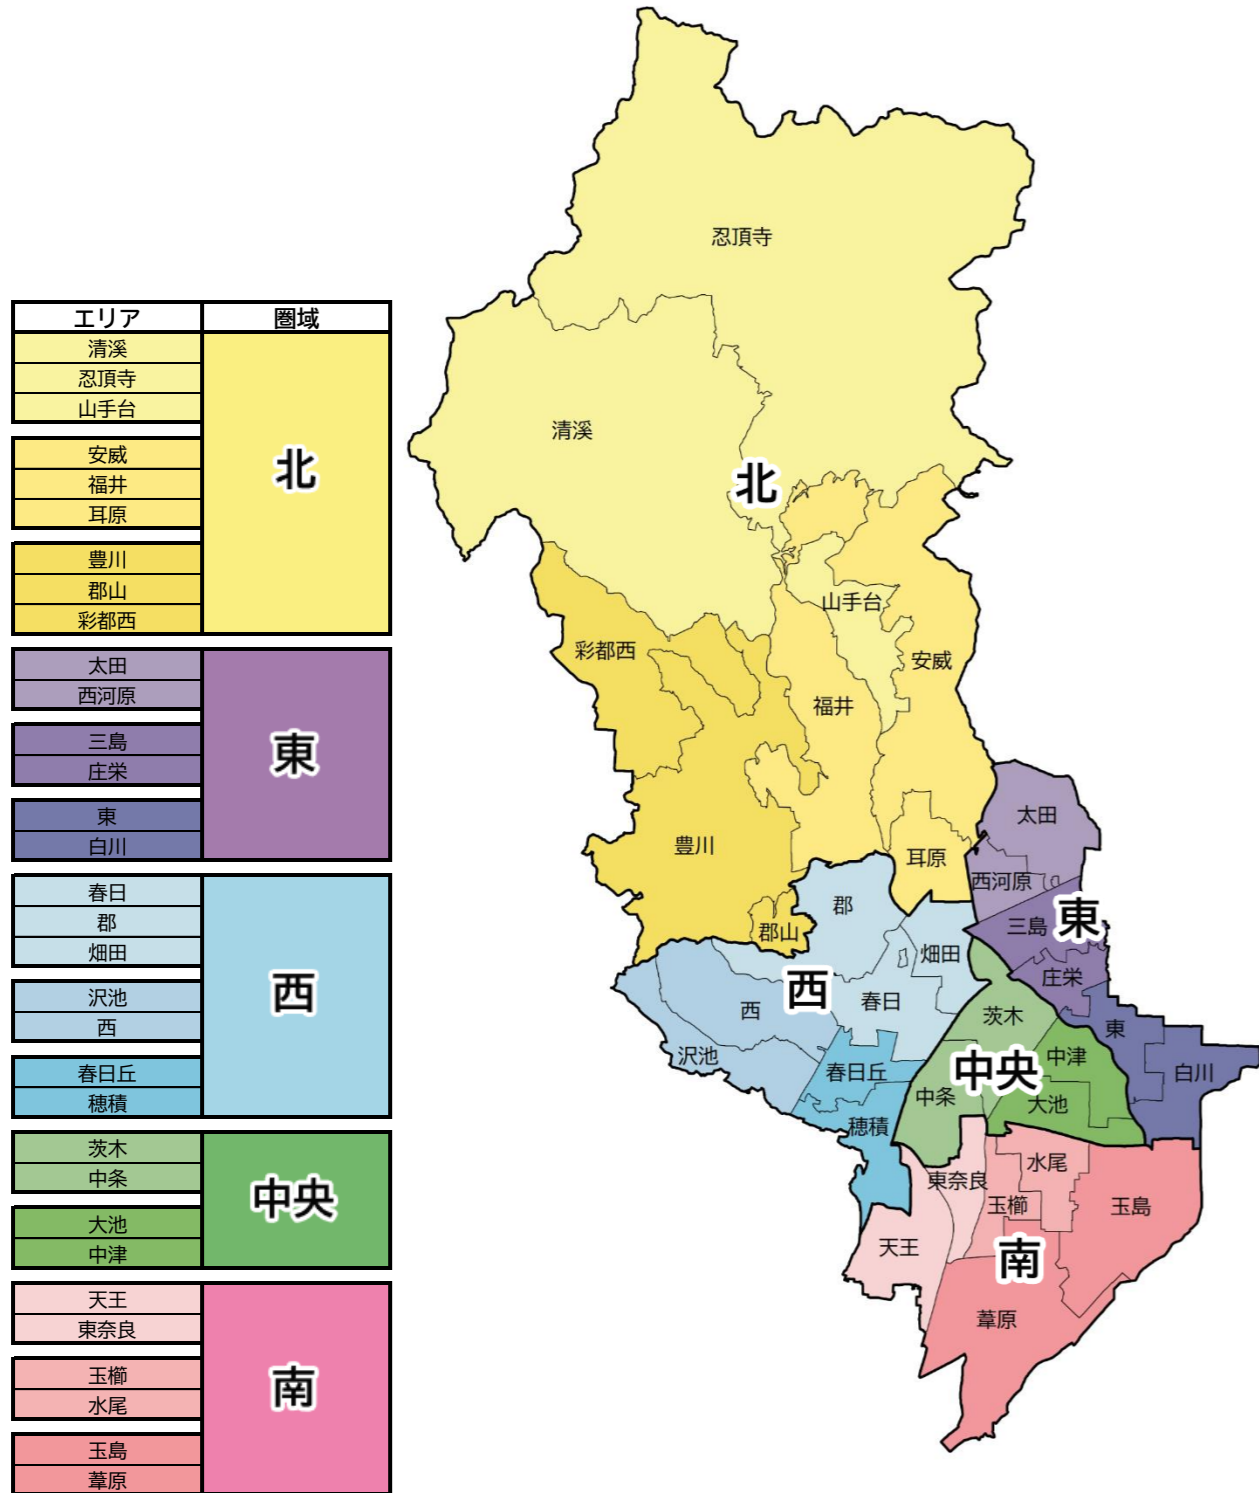 エリア 圏域
清溪
忍頂寺
山手台
安威
福井
耳原
豊川
郡山
彩都西
北
太田
西河原
三島
庄栄
東
白川
東
春日
郡
畑田
沢池
西
春日丘
穂積
西
茨木
中条
大池
中津
中央
天王
東奈良
玉櫛
水尾
玉島
葦原
南
忍頂寺
清溪
北
山手台
彩都西
安威
福井
太田
豊川
耳原
西河原
郡
郡山
三島
東
畑田
庄栄
西
西
春日
茨木
東
沢池
春日丘
中央
中津
白川
中条
大池
穂積
水尾
東奈良
玉櫛
玉島
天王
南
葦原